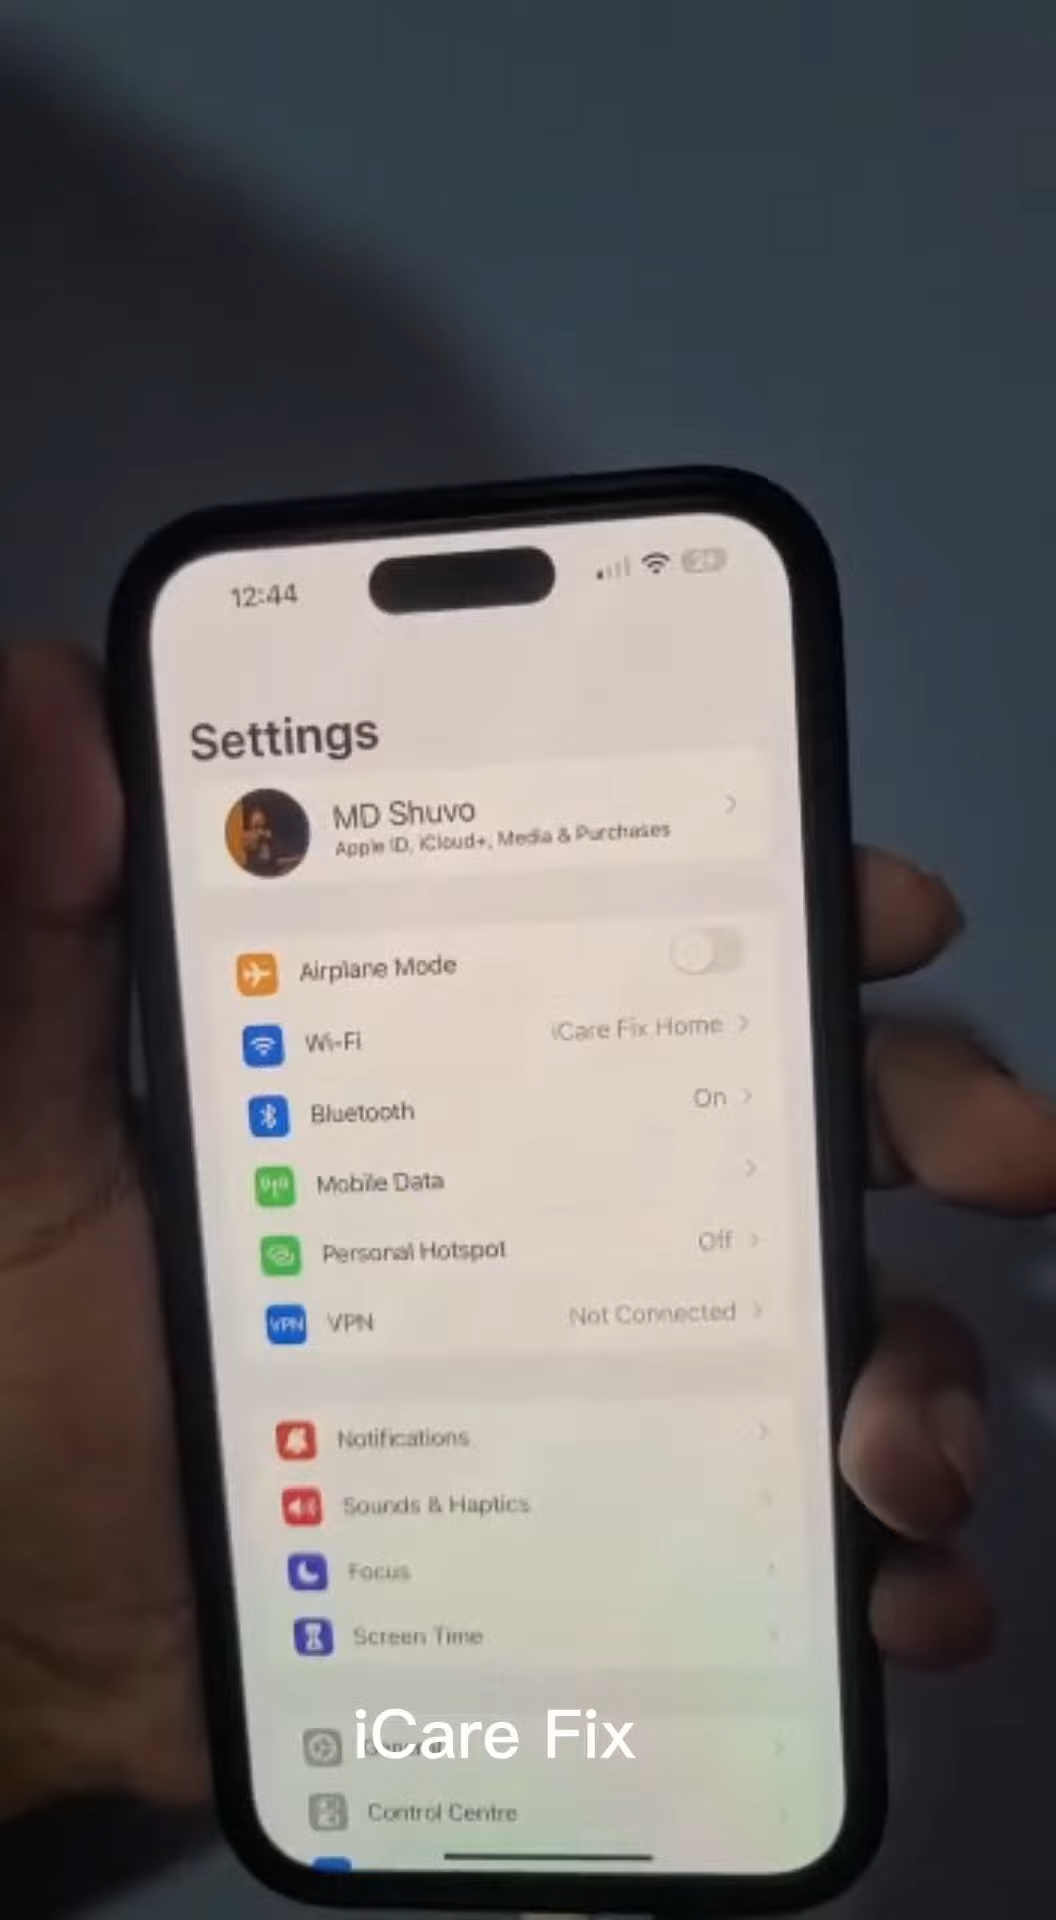 12:44
Settings
MD Shuvo
Apple ID, iCloud+, Media & Purchases
Airplane Mode
Wi-Fi iCare Fix Home
Bluetooth On
Mobile Data
Personal Hotspot Off
VPN VPN Not Connected
Notifications
Sounds & Haptics
Focus
Screen Time
iCare Fix
Control Centre